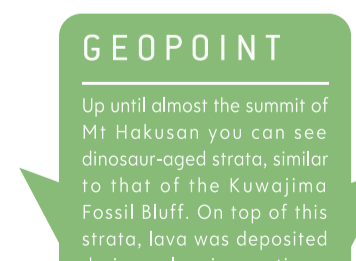 GEOPOINT
Up until almost the summit of
Mt Hakusan you can see
dinosaur-aged strata, similar
to that of the Kuwajima
Fossil Bluff. On top of this
strata, lava was deposited